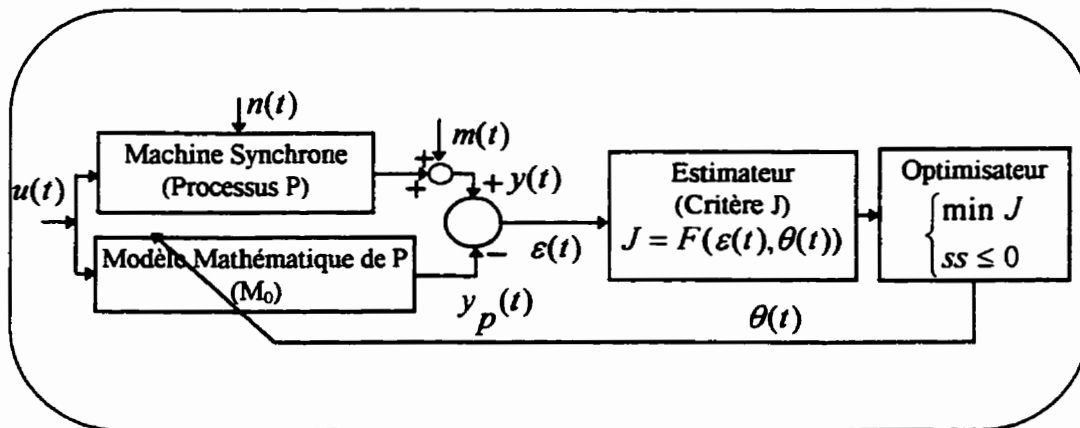 n(t)
m(t)
Machine Synchrone
(Processus P)
u(t)
+
+
+ y(t)
Modèle Mathématique de P
(M₀)
−
ε(t)
y_p(t)
Estimateur
(Critère J)
J = F(ε(t), θ(t))
Optimisateur
{ min J
ss ≤ 0
θ(t)